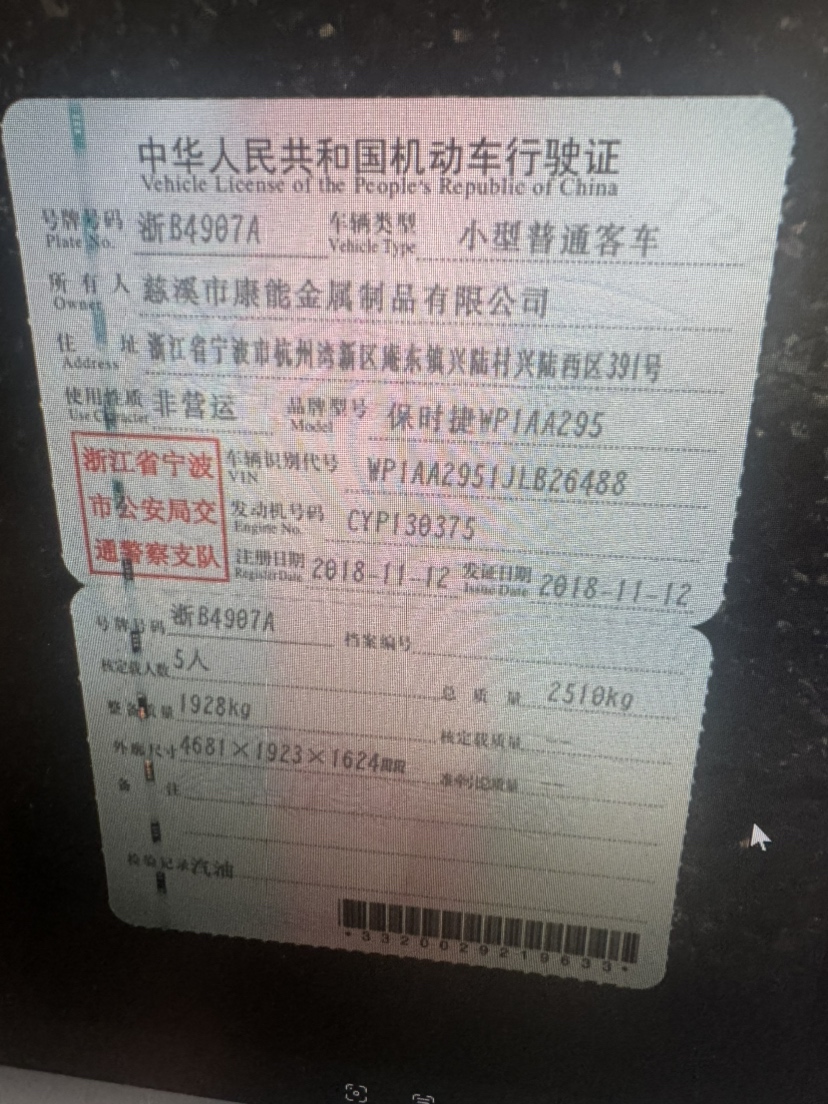 中华人民共和国机动车行驶证
Vehicle License of the People's Republic of China
号牌号码 浙B4907A 车辆类型 小型普通客车
Plate No. Vehicle Type
所有人 慈溪市康能金属制品有限公司
Owner
住址 浙江省宁波市杭州湾新区庵东镇兴陆村兴陆西区391号
Address
使用性质 非营运 品牌型号 保时捷WP1AA295
Use Character Model
浙江省宁波市公安局交通警察支队
车辆识别代号 WP1AA2951JLB26488
VIN
发动机号码 CYP130375
Engine No.
注册日期 2018-11-12 发证日期 2018-11-12
Register Date Issue Date
号牌号码 浙B4907A 档案编号
核定载人数 5人 总质量 2510kg
整备质量 1928kg 核定载质量 --
外廓尺寸 4681×1923×1624mm 准牵引总质量 --
备注
检验记录 汽油
*3320029219633*